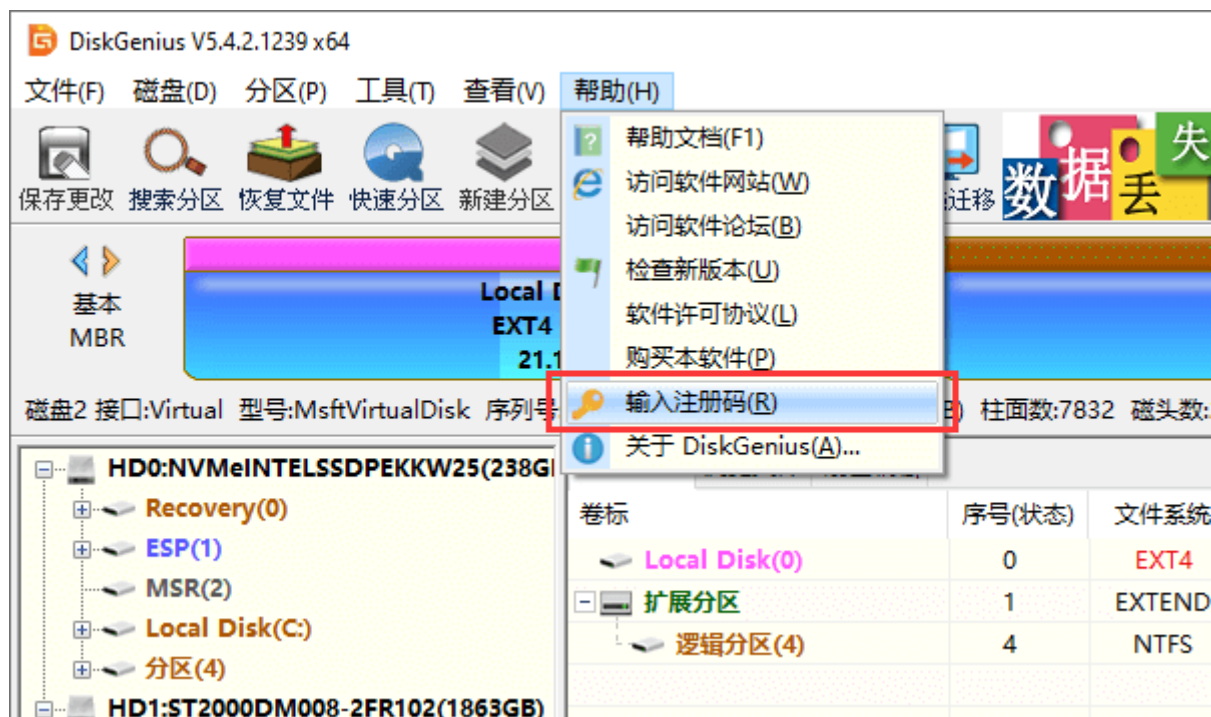 DiskGenius V5.4.2.1239 x64
文件(F) 磁盘(D) 分区(P) 工具(T) 查看(V) 帮助(H)
保存更改 搜索分区 恢复文件 快速分区 新建分区
迁移
数据丢失
帮助文档(F1)
访问软件网站(W)
访问软件论坛(B)
检查新版本(U)
软件许可协议(L)
购买本软件(P)
输入注册码(R)
关于 DiskGenius(A)...
基本
MBR
Local D
EXT4
21.1
磁盘2 接口:Virtual 型号:MsftVirtualDisk 序列号 柱面数:7832 磁头数:
HD0:NVMeINTELSSDPEKKW25(238GB
Recovery(0)
ESP(1)
MSR(2)
Local Disk(C:)
分区(4)
HD1:ST2000DM008-2FR102(1863GB)
卷标 序号(状态) 文件系统
Local Disk(0) 0 EXT4
扩展分区 1 EXTEND
逻辑分区(4) 4 NTFS